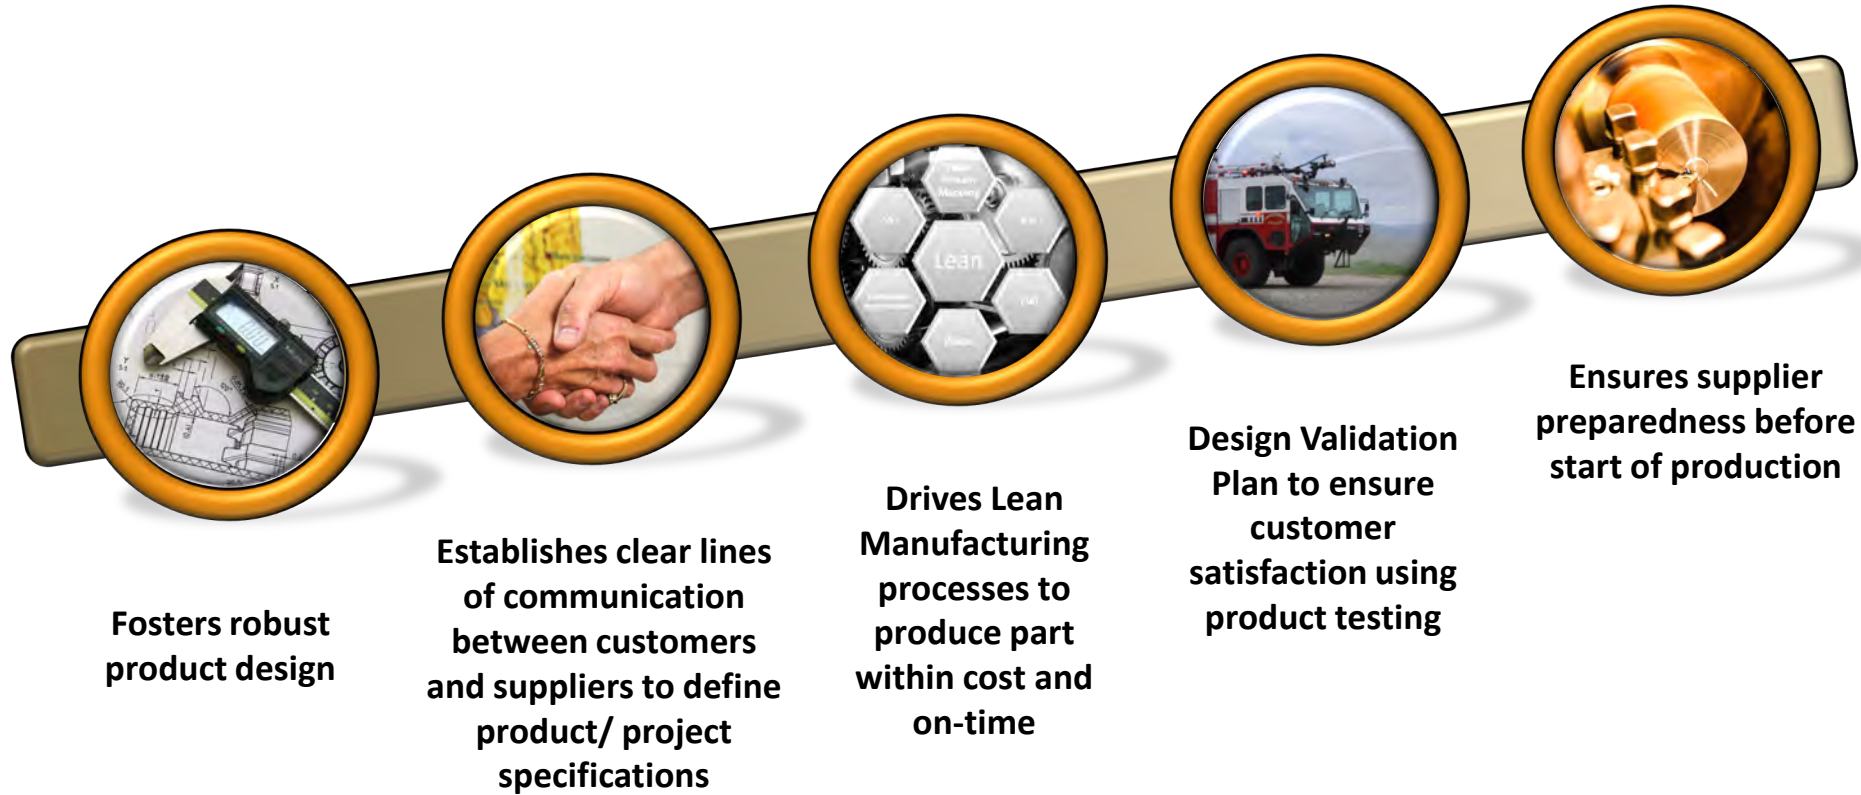 Fosters robust
product design
Establishes clear lines
of communication
between customers
and suppliers to define
product/ project
specifications
Lean
Mapping
Drives Lean
Manufacturing
processes to
produce part
within cost and
on-time
Design Validation
Plan to ensure
customer
satisfaction using
product testing
Ensures supplier
preparedness before
start of production